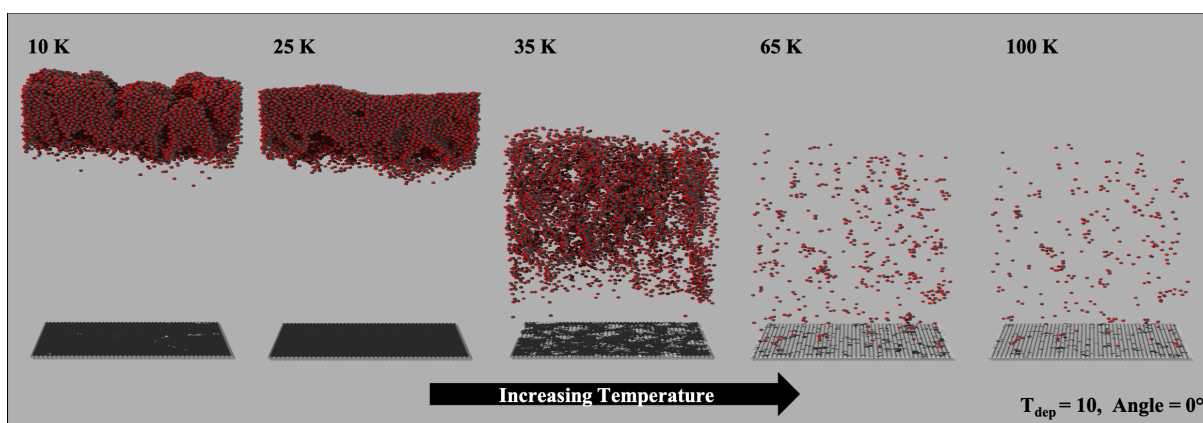 10 K
25 K
35 K
65 K
100 K
Increasing Temperature
T_dep = 10, Angle = 0°